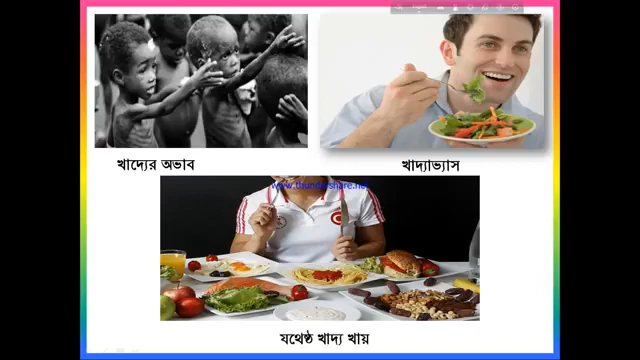 খাদ্যের অভাব
খাদ্যাভ্যাস
www.thundershare.net
যথেষ্ঠ খাদ্য খায়